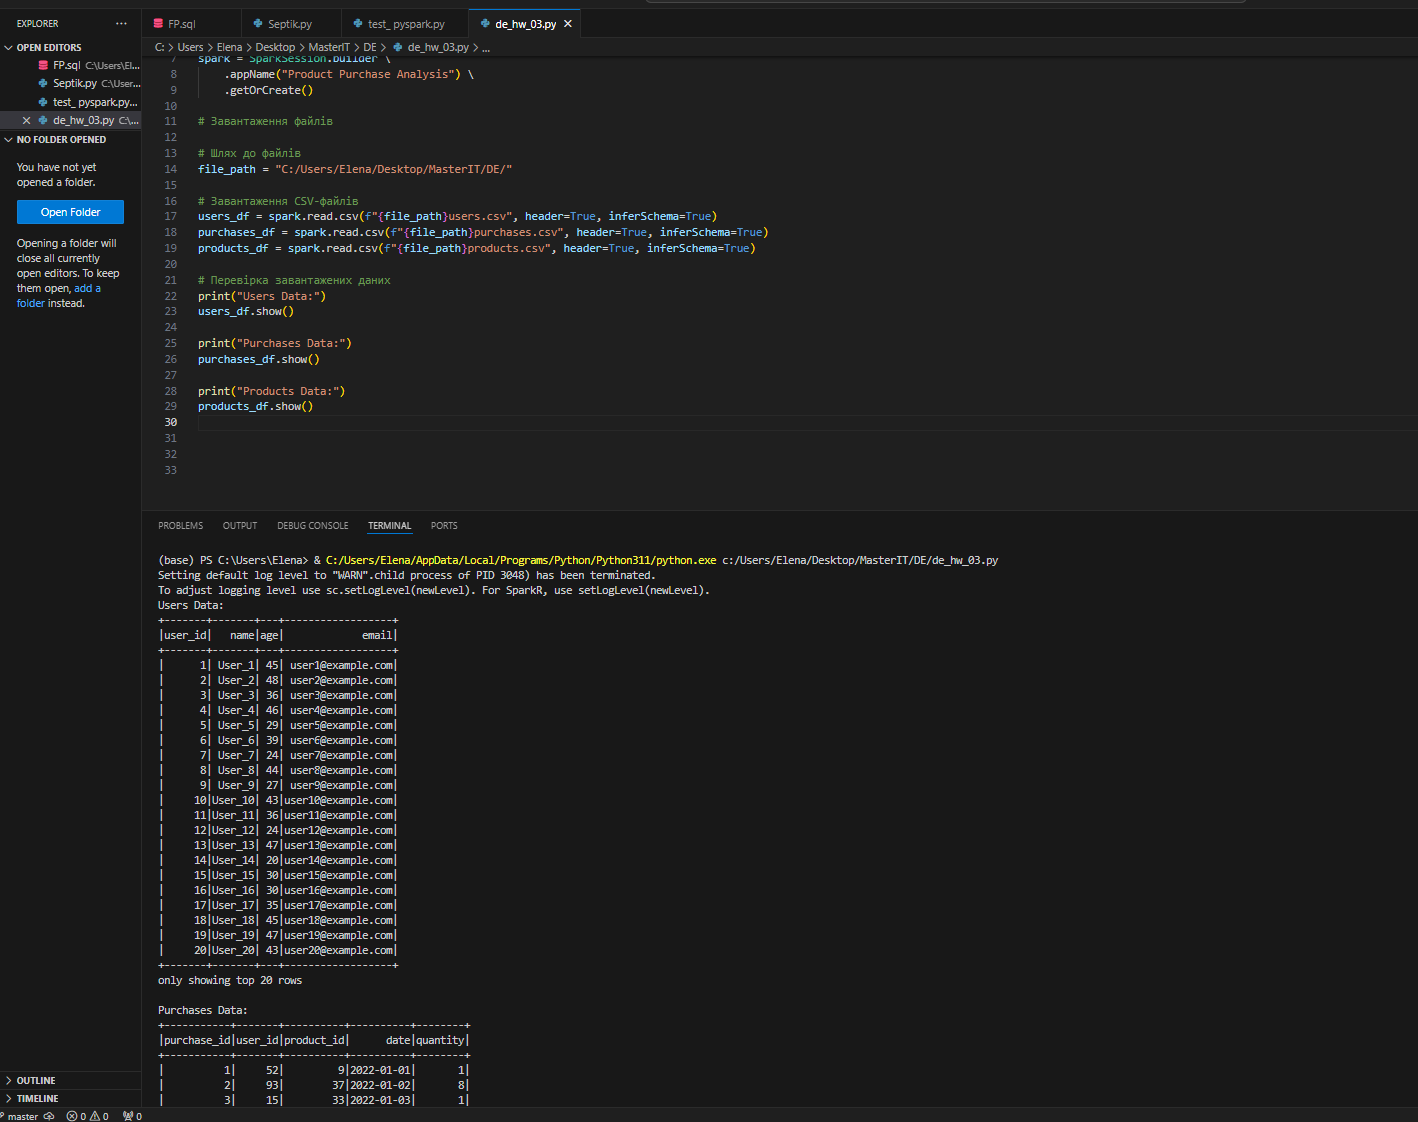 EXPLORER
···
OPEN EDITORS
FP.sql C:\Users\El...
Septik.py C:\User...
test_ pyspark.py...
de_hw_03.py C:\...
NO FOLDER OPENED
You have not yet
opened a folder.
Open Folder
Opening a folder will
close all currently
open editors. To keep
them open, add a
folder instead.
OUTLINE
TIMELINE
FP.sql
Septik.py
test_ pyspark.py
de_hw_03.py
C: > Users > Elena > Desktop > MasterIT > DE > de_hw_03.py > ...
7 spark = SparkSession.builder \
8 .appName("Product Purchase Analysis") \
9 .getOrCreate()
10
11 # Завантаження файлів
12
13 # Шлях до файлів
14 file_path = "C:/Users/Elena/Desktop/MasterIT/DE/"
15
16 # Завантаження CSV-файлів
17 users_df = spark.read.csv(f"{file_path}users.csv", header=True, inferSchema=True)
18 purchases_df = spark.read.csv(f"{file_path}purchases.csv", header=True, inferSchema=True)
19 products_df = spark.read.csv(f"{file_path}products.csv", header=True, inferSchema=True)
20
21 # Перевірка завантажених даних
22 print("Users Data:")
23 users_df.show()
24
25 print("Purchases Data:")
26 purchases_df.show()
27
28 print("Products Data:")
29 products_df.show()
30
31
32
33
PROBLEMS OUTPUT DEBUG CONSOLE TERMINAL PORTS
(base) PS C:\Users\Elena> & C:/Users/Elena/AppData/Local/Programs/Python/Python311/python.exe c:/Users/Elena/Desktop/MasterIT/DE/de_hw_03.py
Setting default log level to "WARN".child process of PID 3048) has been terminated.
To adjust logging level use sc.setLogLevel(newLevel). For SparkR, use setLogLevel(newLevel).
Users Data:
+-------+-------+---+------------------+
|user_id|   name|age|             email|
+-------+-------+---+------------------+
|      1| User_1| 45| user1@example.com|
|      2| User_2| 48| user2@example.com|
|      3| User_3| 36| user3@example.com|
|      4| User_4| 46| user4@example.com|
|      5| User_5| 29| user5@example.com|
|      6| User_6| 39| user6@example.com|
|      7| User_7| 24| user7@example.com|
|      8| User_8| 44| user8@example.com|
|      9| User_9| 27| user9@example.com|
|     10|User_10| 43|user10@example.com|
|     11|User_11| 36|user11@example.com|
|     12|User_12| 24|user12@example.com|
|     13|User_13| 47|user13@example.com|
|     14|User_14| 20|user14@example.com|
|     15|User_15| 30|user15@example.com|
|     16|User_16| 30|user16@example.com|
|     17|User_17| 35|user17@example.com|
|     18|User_18| 45|user18@example.com|
|     19|User_19| 47|user19@example.com|
|     20|User_20| 43|user20@example.com|
+-------+-------+---+------------------+
only showing top 20 rows
Purchases Data:
+-----------+-------+----------+----------+--------+
|purchase_id|user_id|product_id|      date|quantity|
+-----------+-------+----------+----------+--------+
|          1|     52|         9|2022-01-01|       1|
|          2|     93|        37|2022-01-02|       8|
|          3|     15|        33|2022-01-03|       1|
master 0 0 0